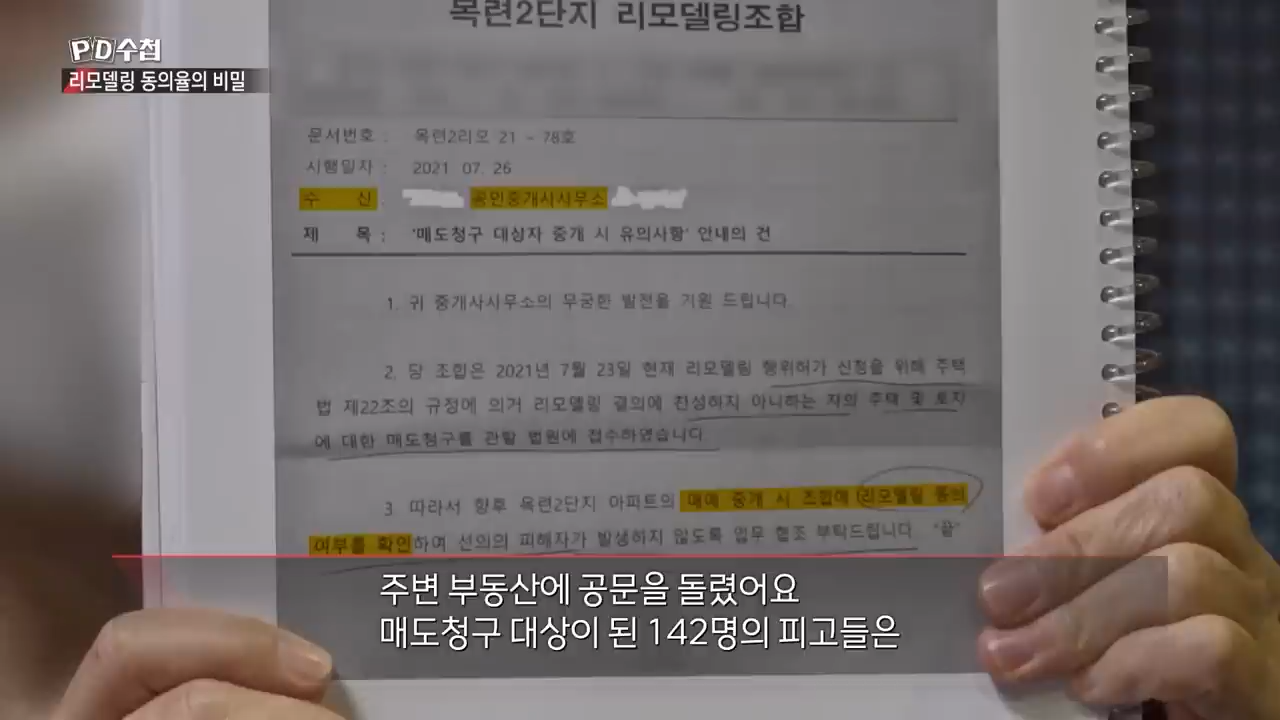 목련2단지 리모델링조합
PD수첩
리모델링 동의율의 비밀
문서번호 : 목련2리모 21 - 78호
시행일자 : 2021 07. 26
수 신 : 공인중개사사무소
제 목 : '매도청구 대상자 중개 시 유의사항' 안내의 건
1. 귀 중개사사무소의 무궁한 발전을 기원 드립니다.
2. 당 조합은 2021년 7월 23일 현재 리모델링 행위허가 신청을 위해 주택
법 제22조의 규정에 의거 리모델링 결의에 찬성하지 아니하는 자의 주택 및 토지
에 대한 매도청구를 관할 법원에 접수하였습니다.
3 따라서 향후 목련2단지 아파트의 매매 중개 시 조합에 리모델링 동의
여부를 확인하여 선의의 피해자가 발생하지 않도록 업무 협조 부탁드립니다. "끝"
주변 부동산에 공문을 돌렸어요
매도청구 대상이 된 142명의 피고들은